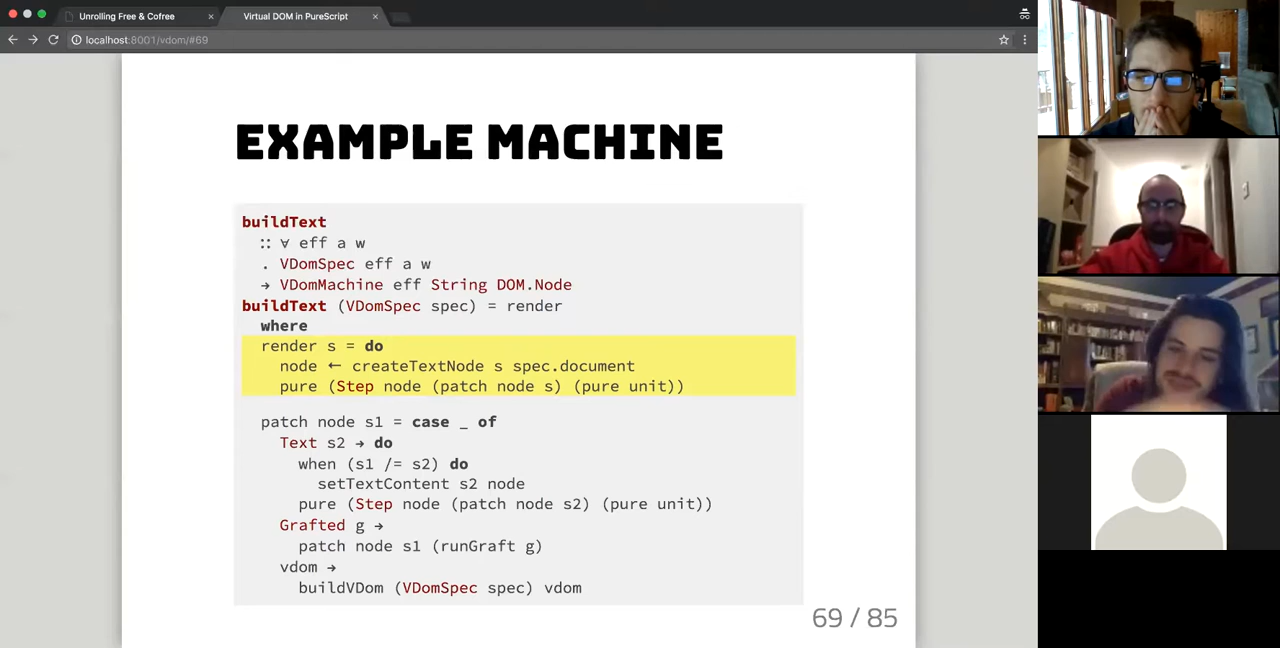 Unrolling Free & Cofree
Virtual DOM in PureScript
localhost:8001/vdom/#69
EXAMPLE MACHINE
buildText
:: ∀ eff a w
. VDomSpec eff a w
→ VDomMachine eff String DOM.Node
buildText (VDomSpec spec) = render
where
render s = do
node ← createTextNode s spec.document
pure (Step node (patch node s) (pure unit))
patch node s1 = case _ of
Text s2 → do
when (s1 /= s2) do
setTextContent s2 node
pure (Step node (patch node s2) (pure unit))
Grafted g →
patch node s1 (runGraft g)
vdom →
buildVDom (VDomSpec spec) vdom
69 / 85